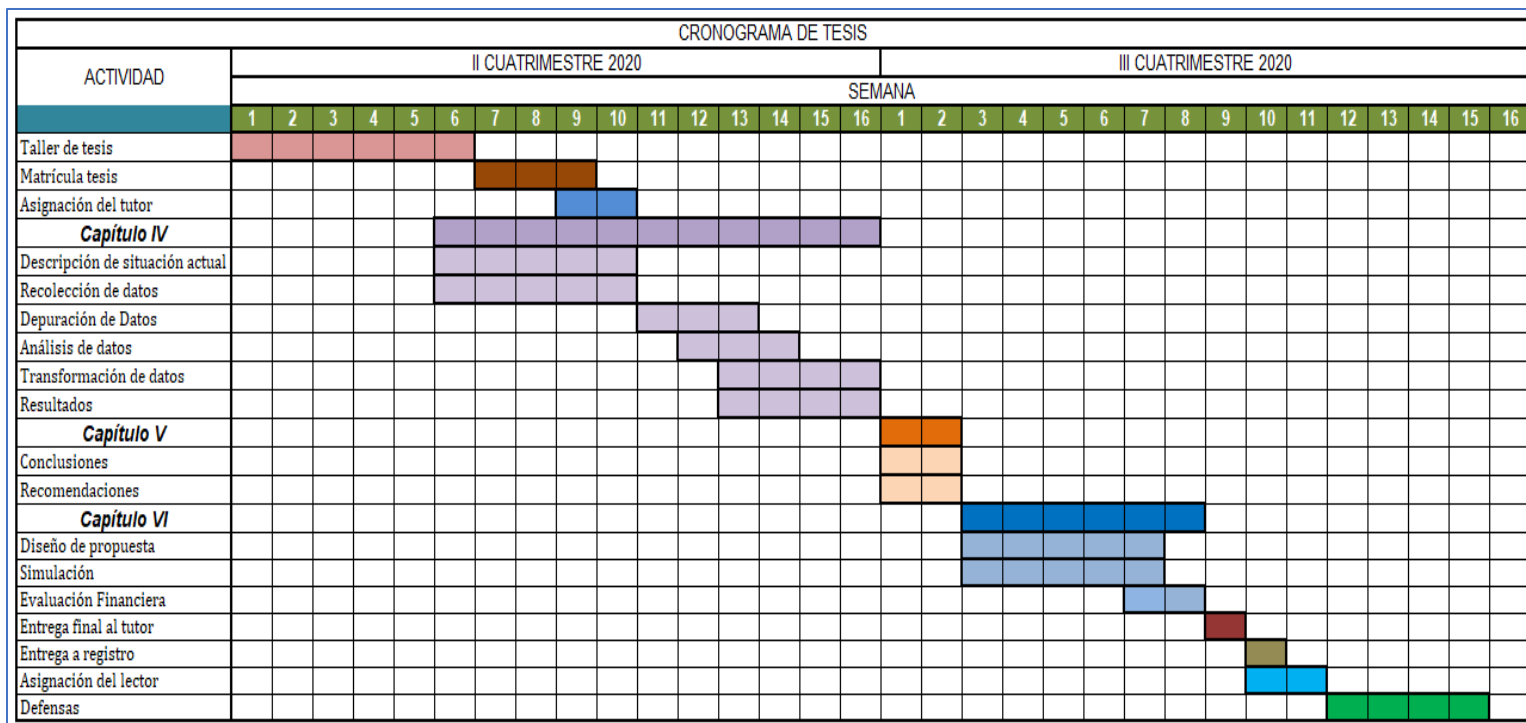 CRONOGRAMA DE TESIS
ACTIVIDAD
II CUATRIMESTRE 2020
III CUATRIMESTRE 2020
SEMANA
1 2 3 4 5 6 7 8 9 10 11 12 13 14 15 16 1 2 3 4 5 6 7 8 9 10 11 12 13 14 15 16
Taller de tesis
Matrícula tesis
Asignación del tutor
Capítulo IV
Descripción de situación actual
Recolección de datos
Depuración de Datos
Análisis de datos
Transformación de datos
Resultados
Capítulo V
Conclusiones
Recomendaciones
Capítulo VI
Diseño de propuesta
Simulación
Evaluación Financiera
Entrega final al tutor
Entrega a registro
Asignación del lector
Defensas